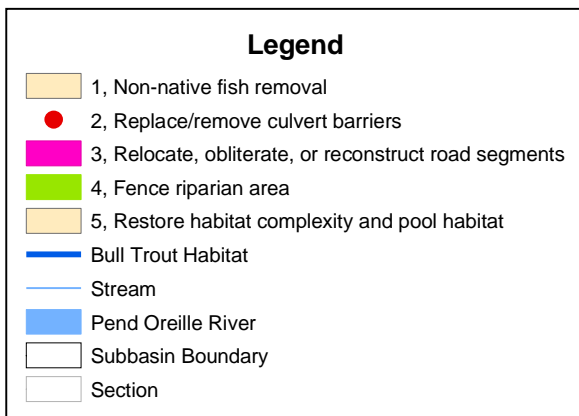 Legend
1, Non-native fish removal
2, Replace/remove culvert barriers
3, Relocate, obliterate, or reconstruct road segments
4, Fence riparian area
5, Restore habitat complexity and pool habitat
Bull Trout Habitat
Stream
Pend Oreille River
Subbasin Boundary
Section